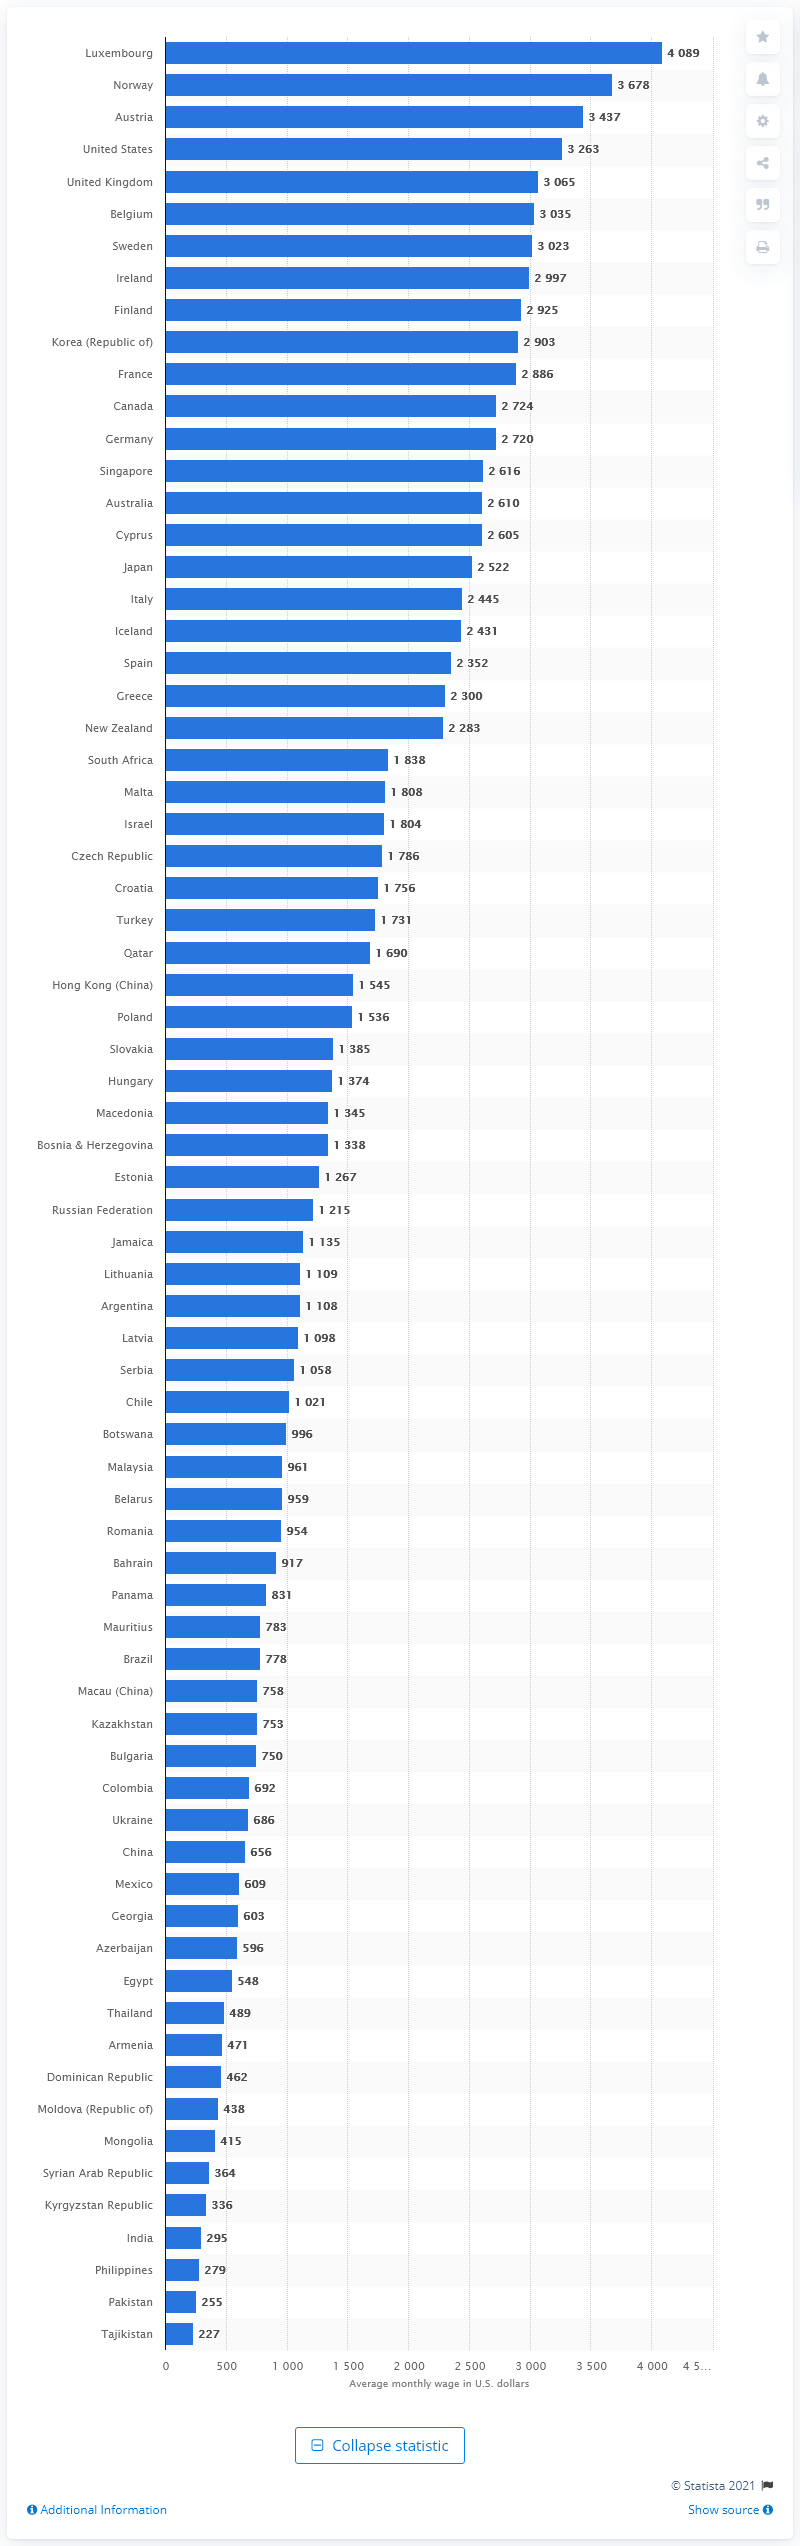 Luxembourg 4 089
Norway 3 678
Austria 3 437
United States 3 263
United Kingdom 3 065
Belgium 3 035
Sweden 3 023
Ireland 2 997
Finland 2 925
Korea (Republic of) 2 903
France 2 886
Canada 2 724
Germany 2 720
Singapore 2 616
Australia 2 610
Cyprus 2 605
Japan 2 522
Italy 2 445
Iceland 2 431
Spain 2 352
Greece 2 300
New Zealand 2 283
South Africa 1 838
Malta 1 808
Israel 1 804
Czech Republic 1 786
Croatia 1 756
Turkey 1 731
Qatar 1 690
Hong Kong (China) 1 545
Poland 1 536
Slovakia 1 385
Hungary 1 374
Macedonia 1 345
Bosnia & Herzegovina 1 338
Estonia 1 267
Russian Federation 1 215
Jamaica 1 135
Lithuania 1 109
Argentina 1 108
Latvia 1 098
Serbia 1 058
Chile 1 021
Botswana 996
Malaysia 961
Belarus 959
Romania 954
Bahrain 917
Panama 831
Mauritius 783
Brazil 778
Macau (China) 758
Kazakhstan 753
Bulgaria 750
Colombia 692
Ukraine 686
China 656
Mexico 609
Georgia 603
Azerbaijan 596
Egypt 548
Thailand 489
Armenia 471
Dominican Republic 462
Moldova (Republic of) 438
Mongolia 415
Syrian Arab Republic 364
Kyrgyzstan Republic 336
India 295
Philippines 279
Pakistan 255
Tajikistan 227
0 500 1 000 1 500 2 000 2 500 3 000 3 500 4 000 4 5...
Average monthly wage in U.S. dollars
Collapse statistic
© Statista 2021
Additional Information Show source